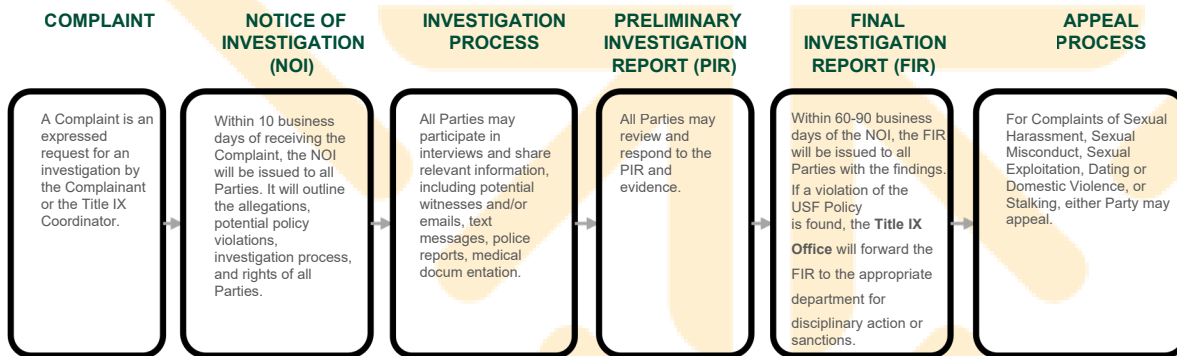 COMPLAINT
NOTICE OF
INVESTIGATION
(NOI)
INVESTIGATION
PROCESS
PRELIMINARY
INVESTIGATION
REPORT (PIR)
FINAL
INVESTIGATION
REPORT (FIR)
APPEAL
PROCESS
A Complaint is an
expressed
request for an
investigation by
the Complainant
or the Title IX
Coordinator.
Within 10 business
days of receiving the
Complaint, the NOI
will be issued to all
Parties. It will outline
the allegations,
potential policy
violations,
investigation process,
and rights of all
Parties.
All Parties may
participate in
interviews and share
relevant information,
including potential
witnesses and/or
emails, text
messages, police
reports, medical
docum entation.
All Parties may
review and
respond to the
PIR and
evidence.
Within 60-90 business
days of the NOI, the FIR
will be issued to all
Parties with the findings.
If a violation of the
USF Policy
is found, the Title IX
Office will forward the
FIR to the appropriate
department for
disciplinary action or
sanctions.
For Complaints of Sexual
Harassment, Sexual
Misconduct, Sexual
Exploitation, Dating or
Domestic Violence, or
Stalking, either Party may
appeal.